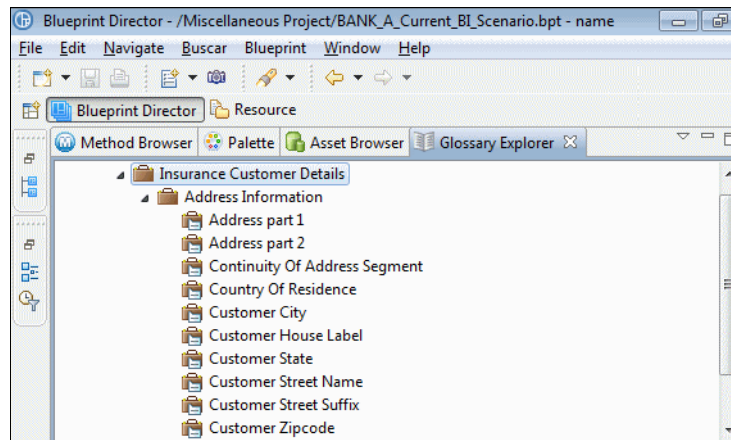 Blueprint Director - /Miscellaneous Project/BANK_A_Current_BI_Scenario.bpt - name
File Edit Navigate Buscar Blueprint Window Help
Blueprint Director Resource
Method Browser Palette Asset Browser Glossary Explorer
Insurance Customer Details
Address Information
Address part 1
Address part 2
Continuity Of Address Segment
Country Of Residence
Customer City
Customer House Label
Customer State
Customer Street Name
Customer Street Suffix
Customer Zipcode